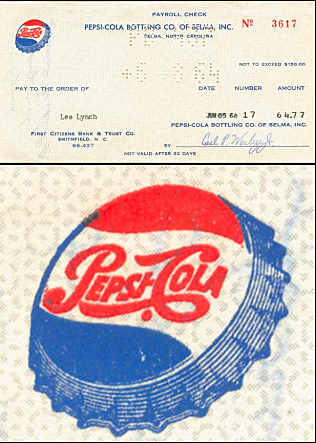 PAYROLL CHECK
PEPSI-COLA BOTTLING CO. OF SELMA, INC. Nº 3617
SELMA, NORTH CAROLINA
NOT TO EXCEED $150.00
PAY TO THE ORDER OF DATE NUMBER AMOUNT
Lee Lynch JUN 05 64 17 64.77
PEPSI-COLA BOTTLING CO. OF SELMA, INC.
FIRST CITIZENS BANK & TRUST CO.
SMITHFIELD, N. C.
66-437 BY
NOT VALID AFTER 30 DAYS
PEPSI-COLA